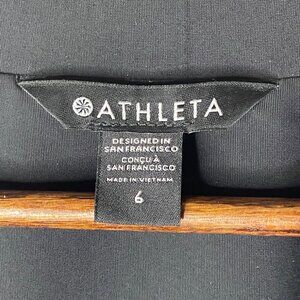 ATHLETA
DESIGNED IN
SAN FRANCISCO
CONÇU À
SAN FRANCISCO
MADE IN VIETNAM
6